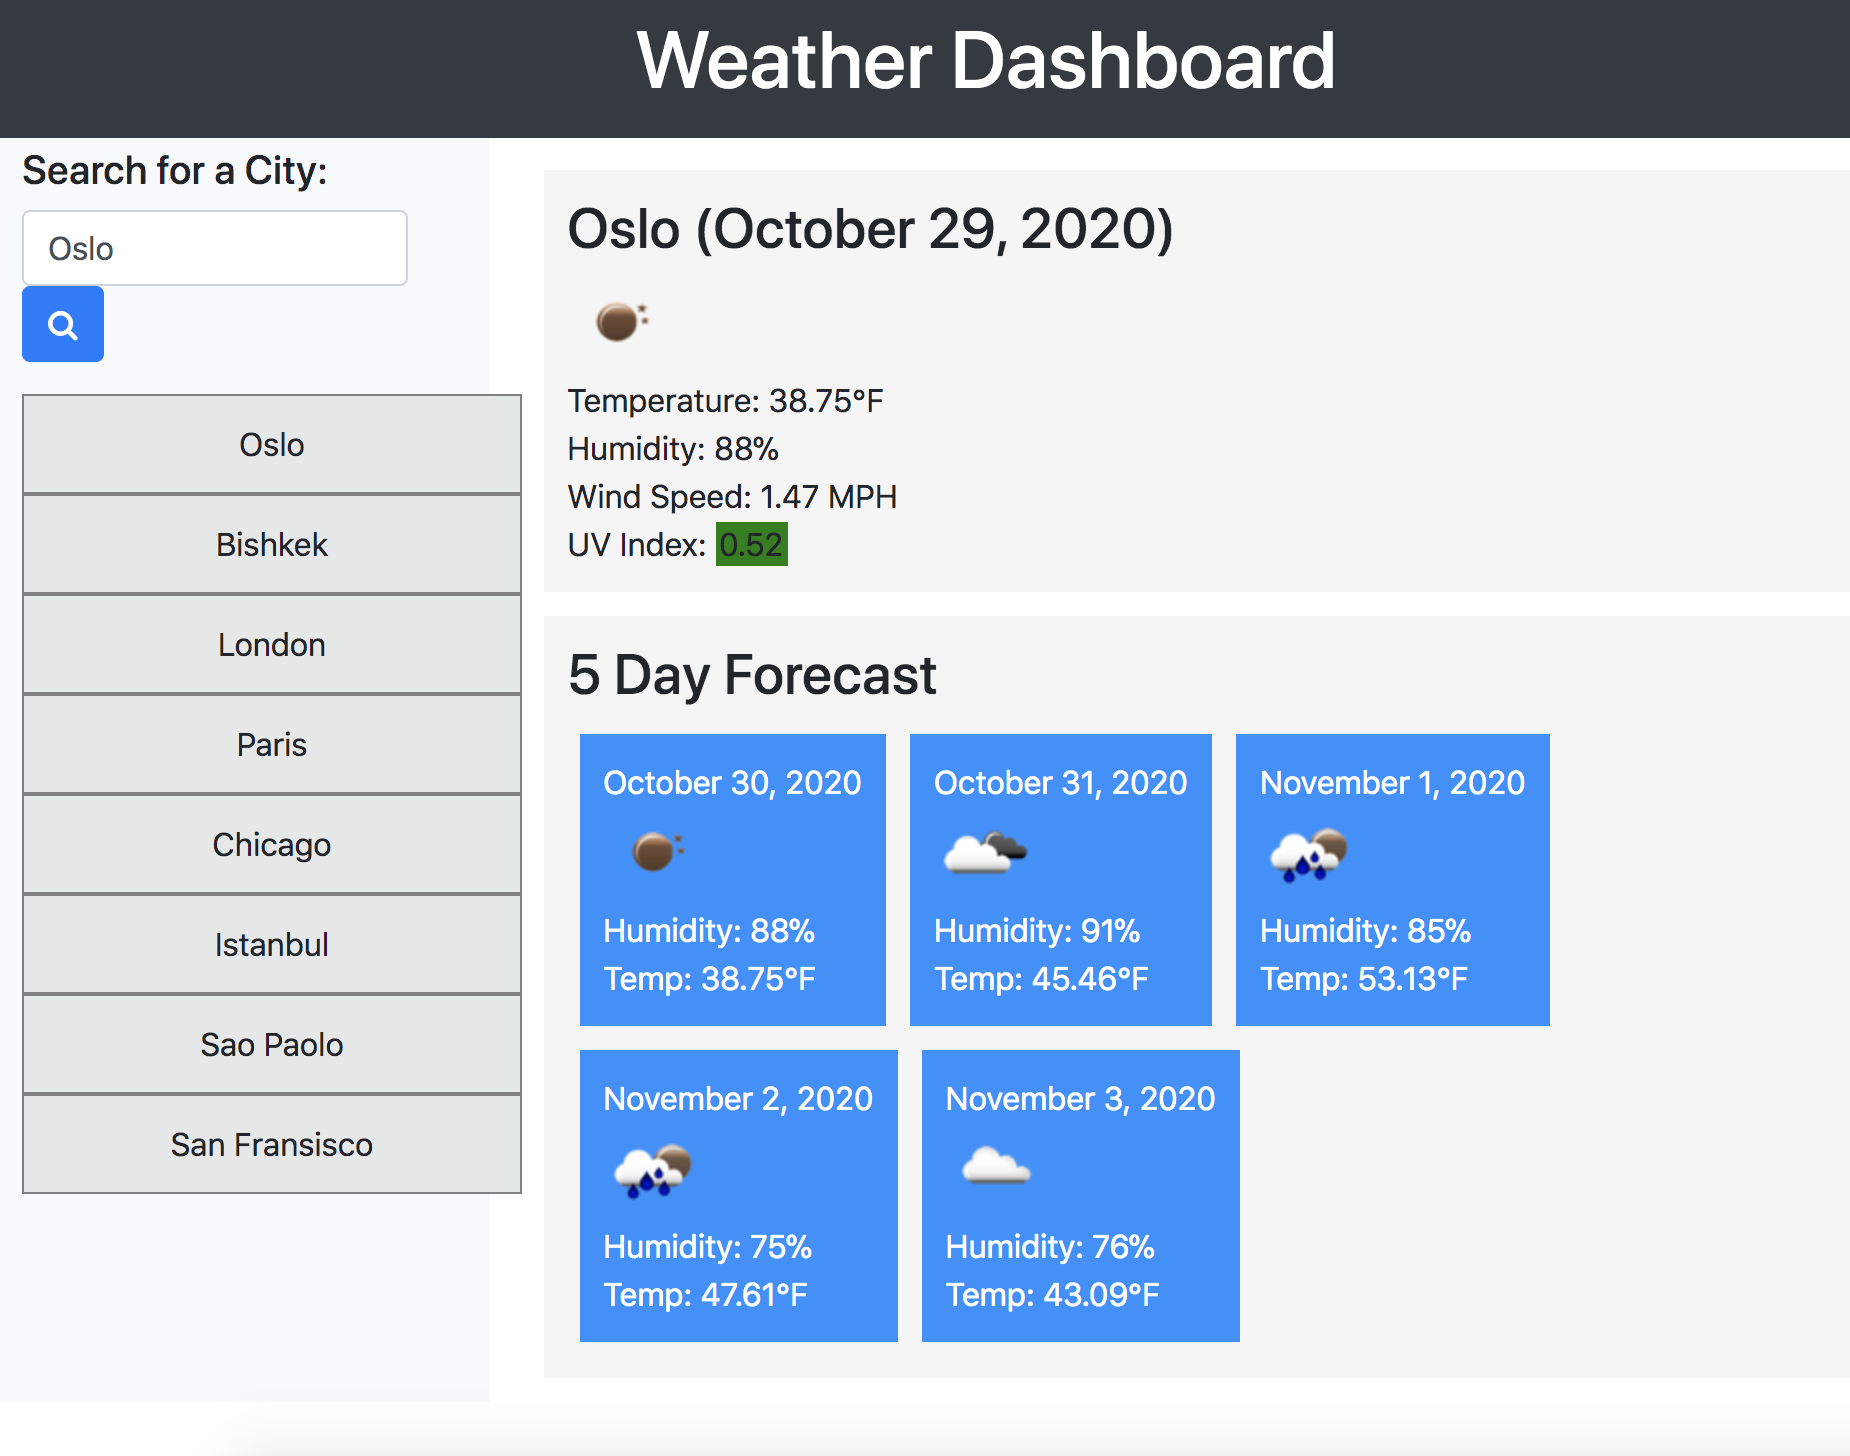 Weather Dashboard
Search for a City:
Oslo
Oslo
Bishkek
London
Paris
Chicago
Istanbul
Sao Paolo
San Fransisco
Oslo (October 29, 2020)
Temperature: 38.75°F
Humidity: 88%
Wind Speed: 1.47 MPH
UV Index: 0.52
5 Day Forecast
October 30, 2020
Humidity: 88%
Temp: 38.75°F
October 31, 2020
Humidity: 91%
Temp: 45.46°F
November 1, 2020
Humidity: 85%
Temp: 53.13°F
November 2, 2020
Humidity: 75%
Temp: 47.61°F
November 3, 2020
Humidity: 76%
Temp: 43.09°F